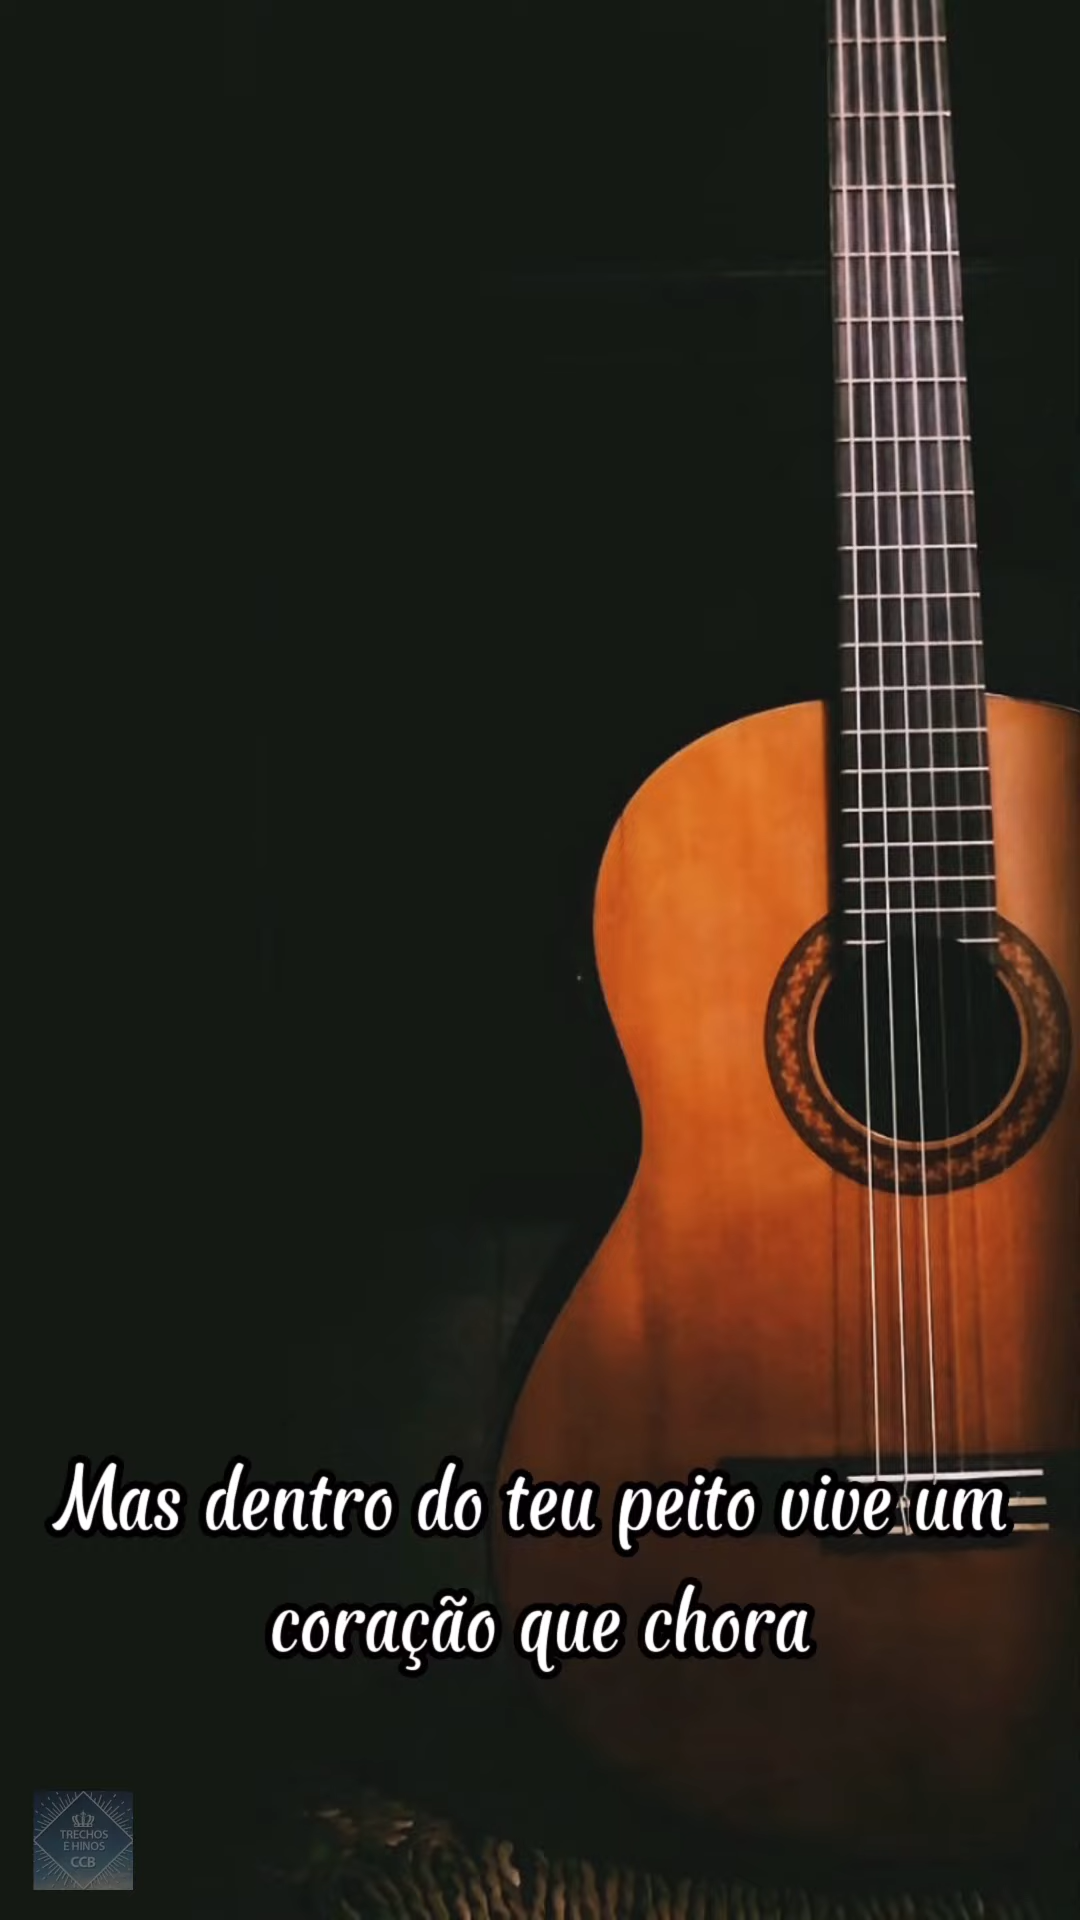 Mas dentro do teu peito vive um
coração que chora
TRECHOS
E HINOS
CCB